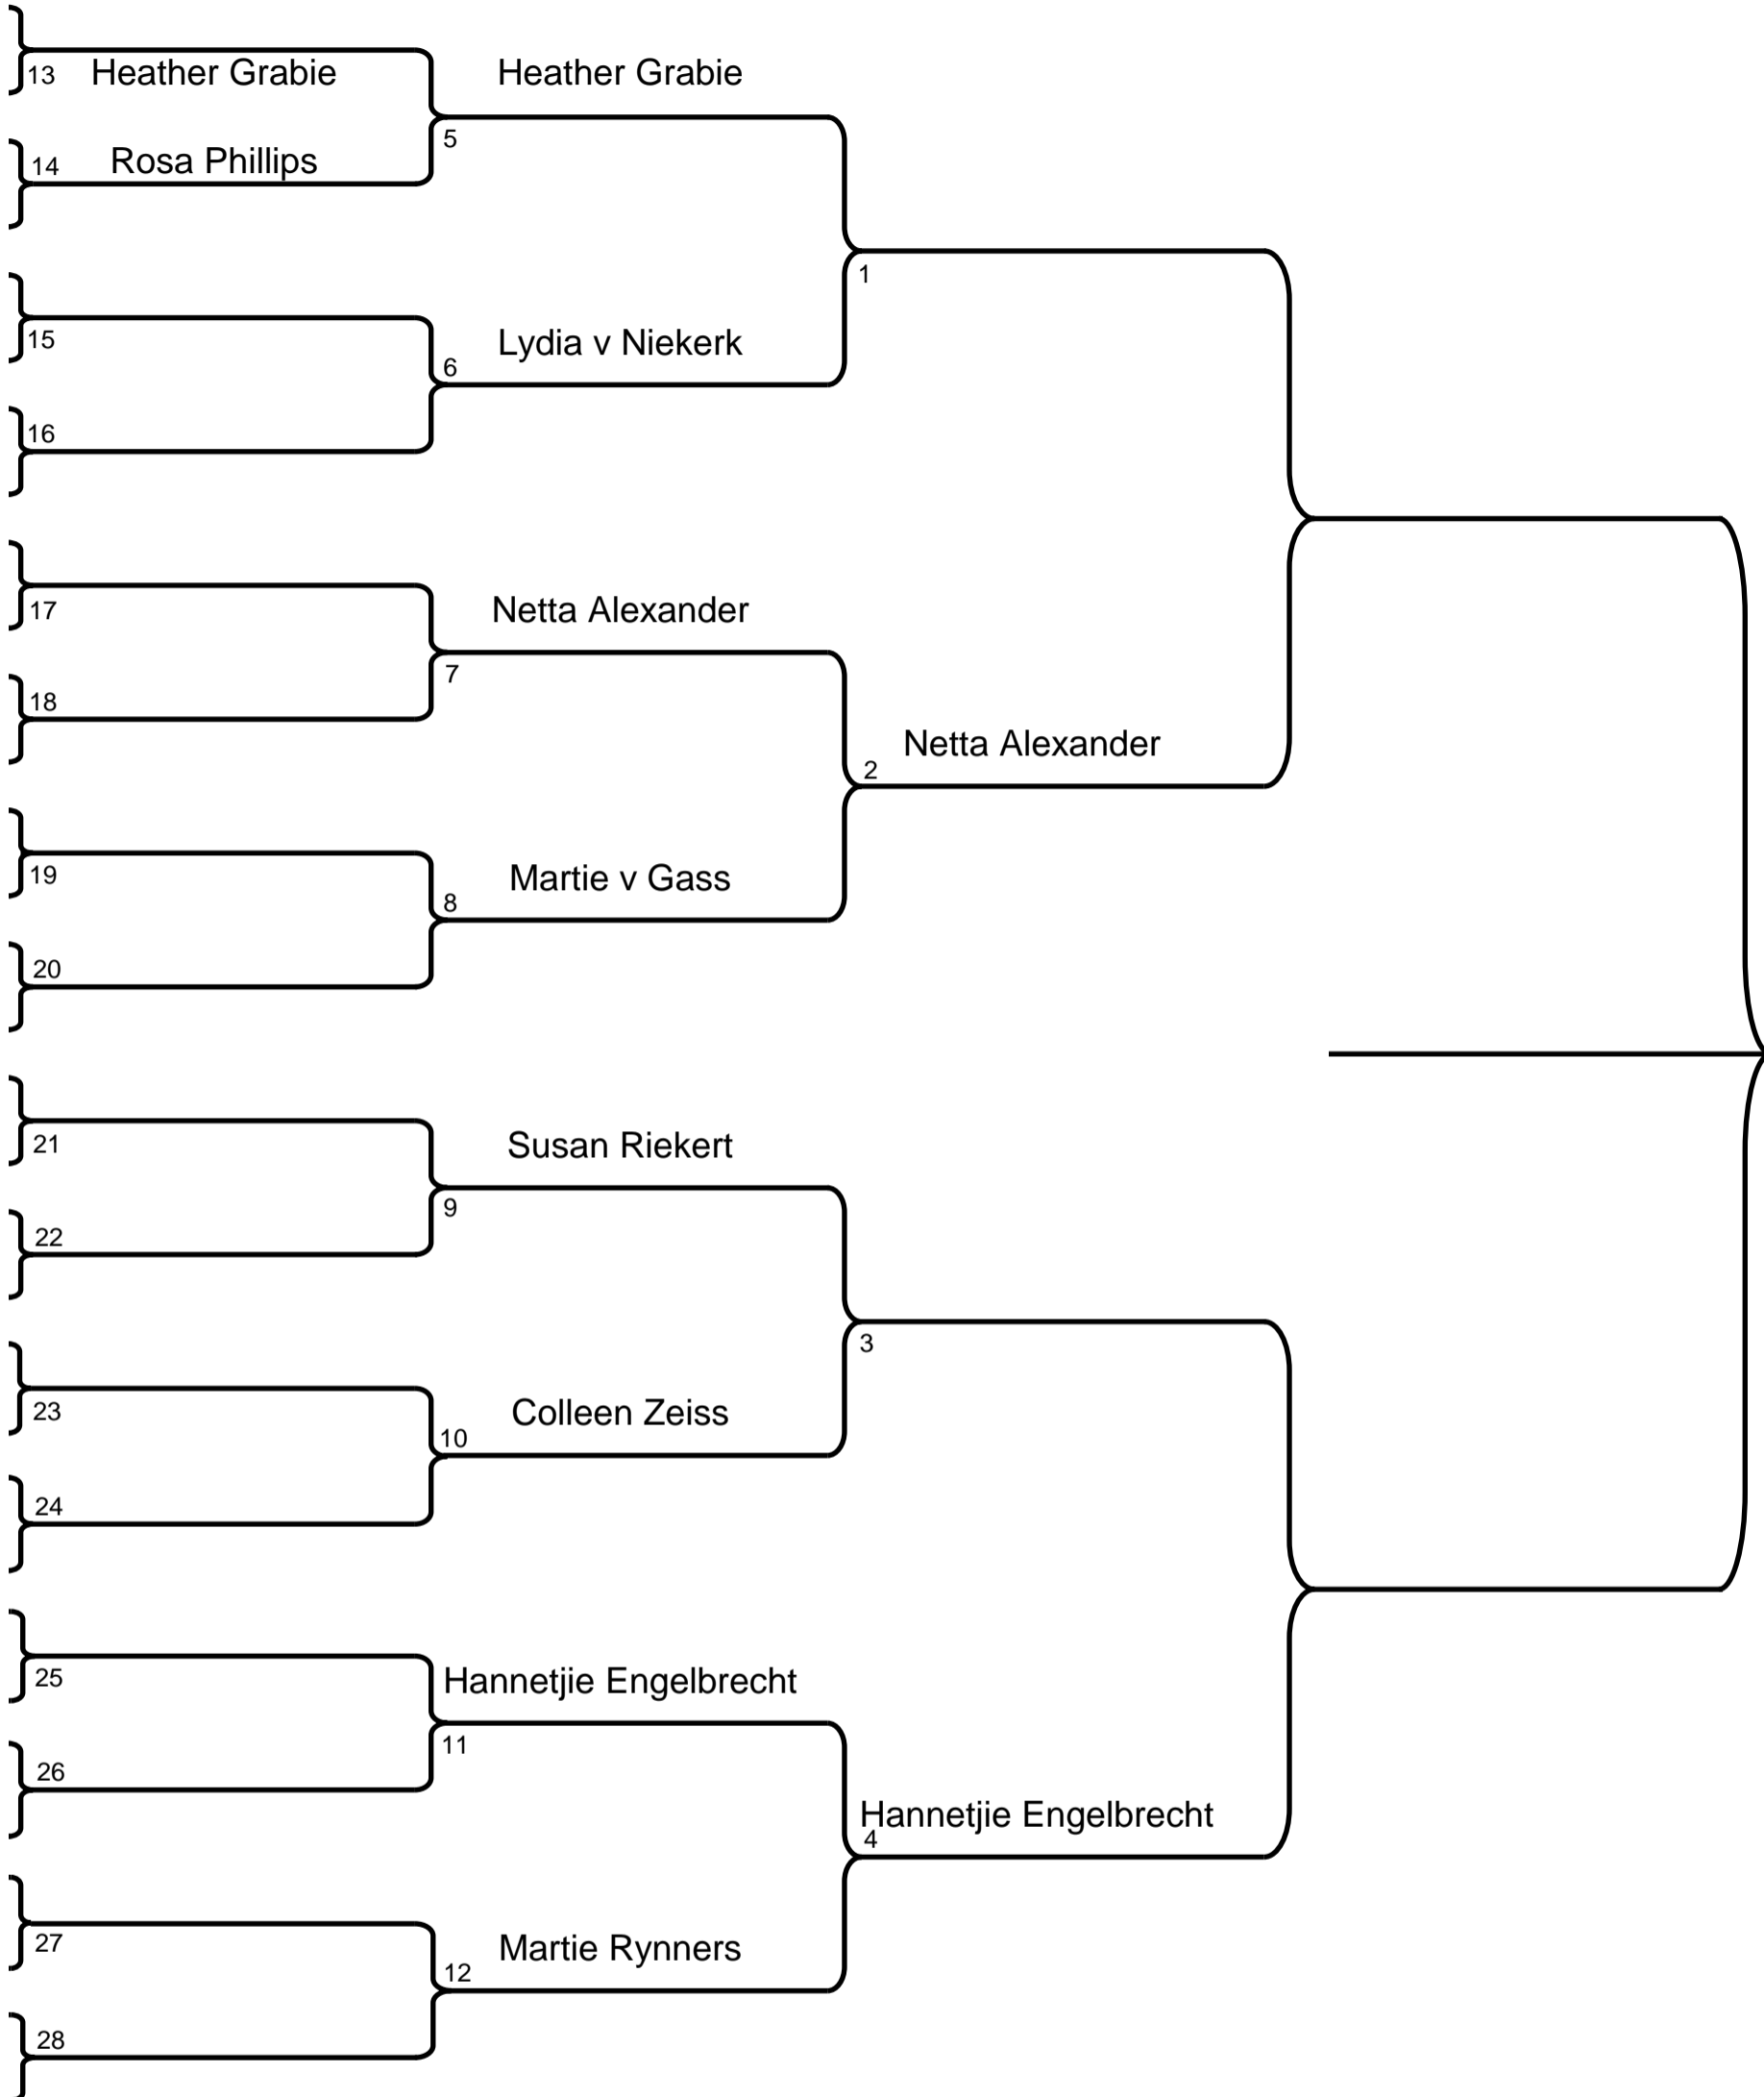 13 Heather Grabie
Heather Grabie
5
14 Rosa Phillips
1
15
Lydia v Niekerk
6
16
17
Netta Alexander
7
18
Netta Alexander
2
19
Martie v Gass
8
20
21
Susan Riekert
9
22
3
23
Colleen Zeiss
10
24
25
Hannetjie Engelbrecht
11
26
Hannetjie Engelbrecht
4
27
Martie Rynners
12
28